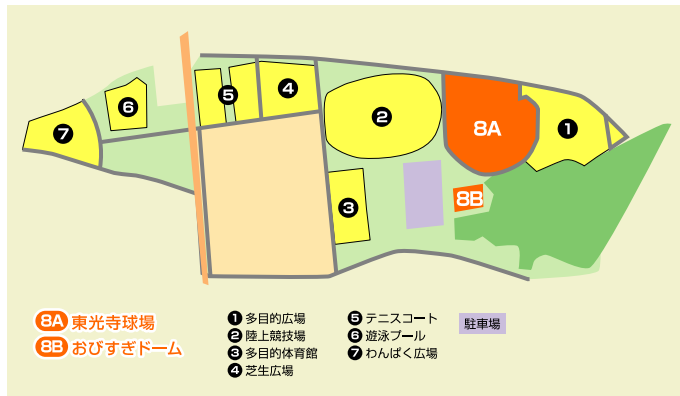 6
7
5
4
2
8A
1
3
8B
8A 東光寺球場
8B おびすぎドーム
1 多目的広場
2 陸上競技場
3 多目的体育館
4 芝生広場
5 テニスコート
6 遊泳プール
7 わんぱく広場
駐車場